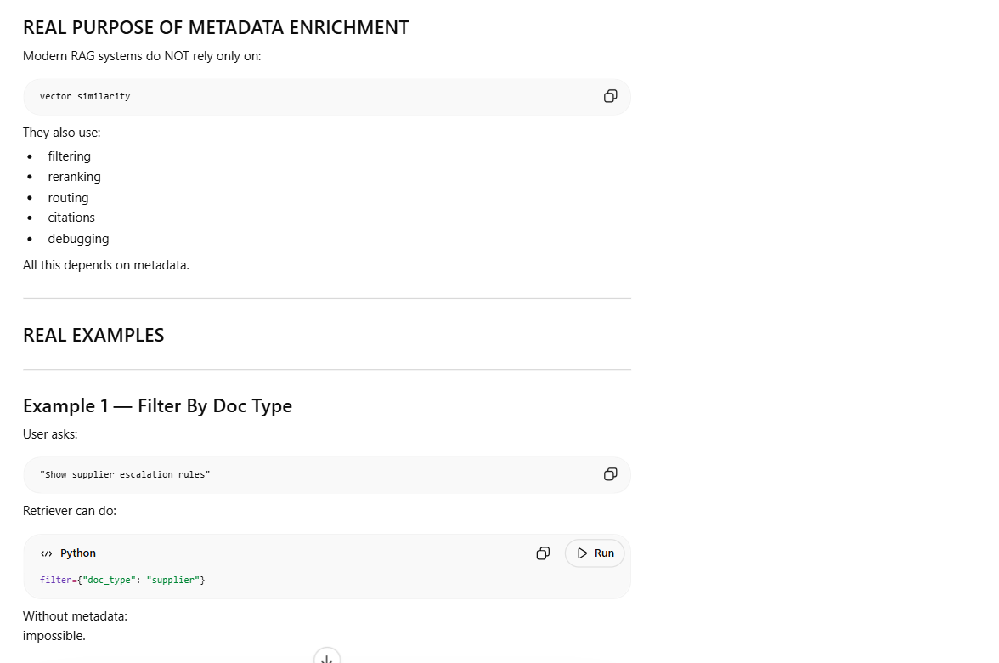 REAL PURPOSE OF METADATA ENRICHMENT
Modern RAG systems do NOT rely only on:
vector similarity
They also use:
filtering
reranking
routing
citations
debugging
All this depends on metadata.
REAL EXAMPLES
Example 1 — Filter By Doc Type
User asks:
"Show supplier escalation rules"
Retriever can do:
Python
Run
filter={"doc_type": "supplier"}
Without metadata:
impossible.